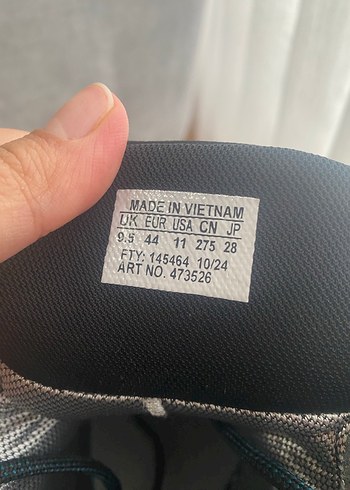 MADE IN VIETNAM
UK EUR USA CN JP
9.5 44 11 275 28
FTY: 145464 10/24
ART NO. 473526